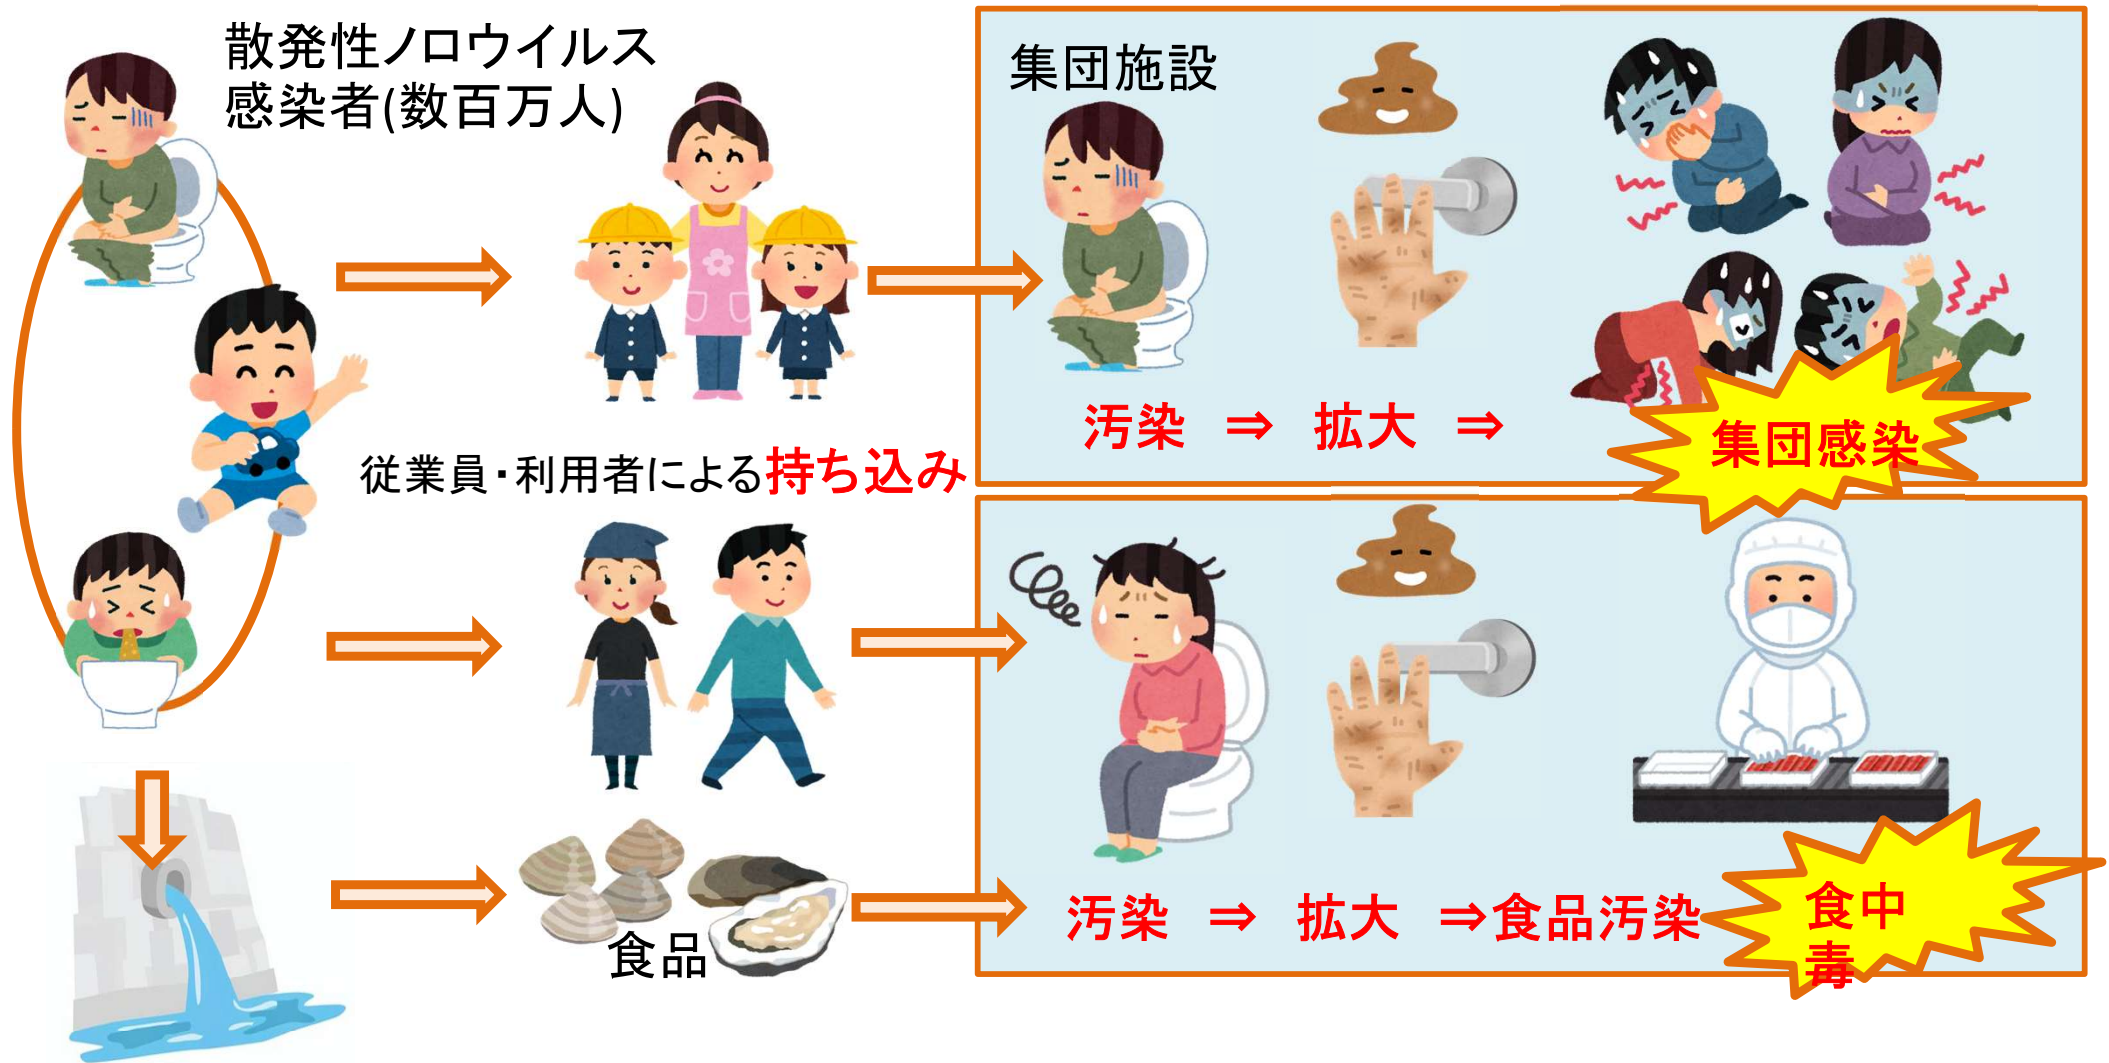 散発性ノロウイルス
感染者(数百万人)
集団施設
汚染 ⇒ 拡大 ⇒
集団感染
従業員・利用者による持ち込み
食品
汚染 ⇒ 拡大 ⇒食品汚染
食中
毒